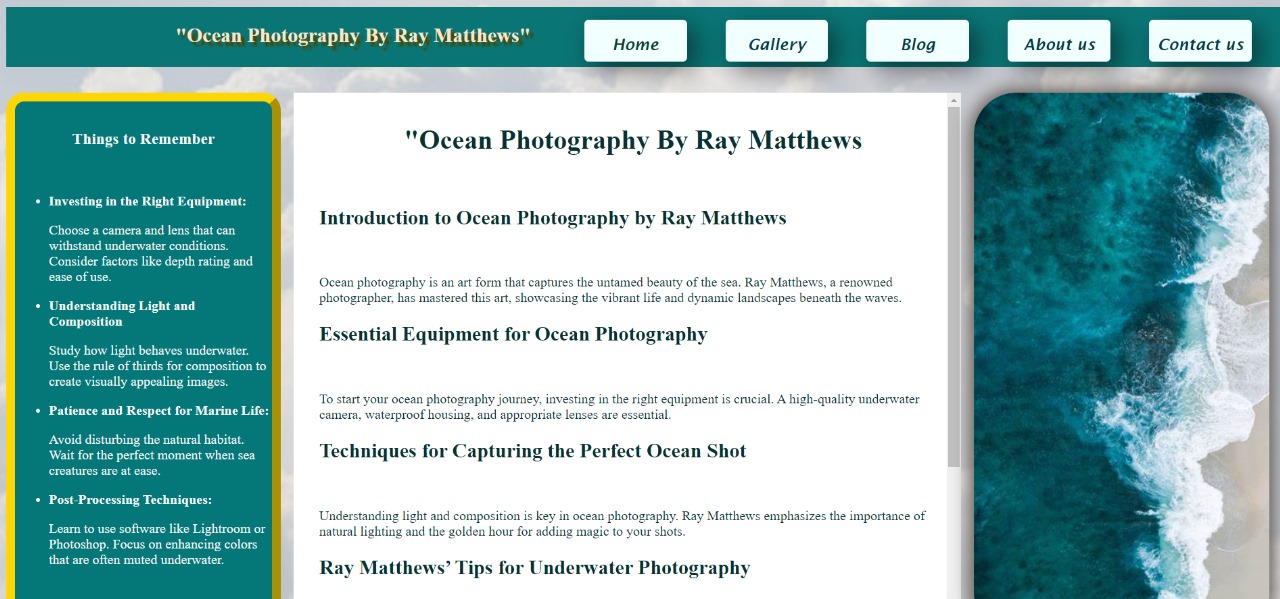 "Ocean Photography By Ray Matthews"
Home
Gallery
Blog
About us
Contact us
Things to Remember
• Investing in the Right Equipment:
Choose a camera and lens that can
withstand underwater conditions.
Consider factors like depth rating and
ease of use.
• Understanding Light and
Composition
Study how light behaves underwater.
Use the rule of thirds for composition to
create visually appealing images.
• Patience and Respect for Marine Life:
Avoid disturbing the natural habitat.
Wait for the perfect moment when sea
creatures are at ease.
• Post-Processing Techniques:
Learn to use software like Lightroom or
Photoshop. Focus on enhancing colors
that are often muted underwater.
"Ocean Photography By Ray Matthews
Introduction to Ocean Photography by Ray Matthews
Ocean photography is an art form that captures the untamed beauty of the sea. Ray Matthews, a renowned
photographer, has mastered this art, showcasing the vibrant life and dynamic landscapes beneath the waves.
Essential Equipment for Ocean Photography
To start your ocean photography journey, investing in the right equipment is crucial. A high-quality underwater
camera, waterproof housing, and appropriate lenses are essential.
Techniques for Capturing the Perfect Ocean Shot
Understanding light and composition is key in ocean photography. Ray Matthews emphasizes the importance of
natural lighting and the golden hour for adding magic to your shots.
Ray Matthews’ Tips for Underwater Photography